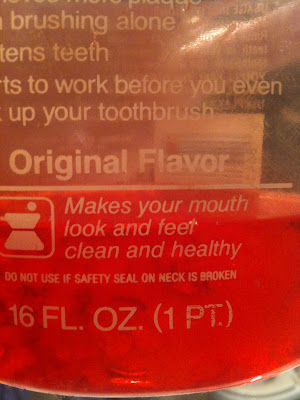 more plaque
brushing alone
tens teeth
rts to work before you even
up your toothbrush
Original Flavor
Makes your mouth
look and feel
clean and healthy
DO NOT USE IF SAFETY SEAL ON NECK IS BROKEN
16 FL. OZ. (1 PT.)